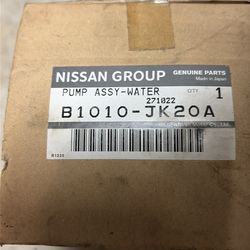 NISSAN GROUP GENUINE PARTS
Made in Japan
PUMP ASSY-WATER QTY 1
271022
B1010-JK20A